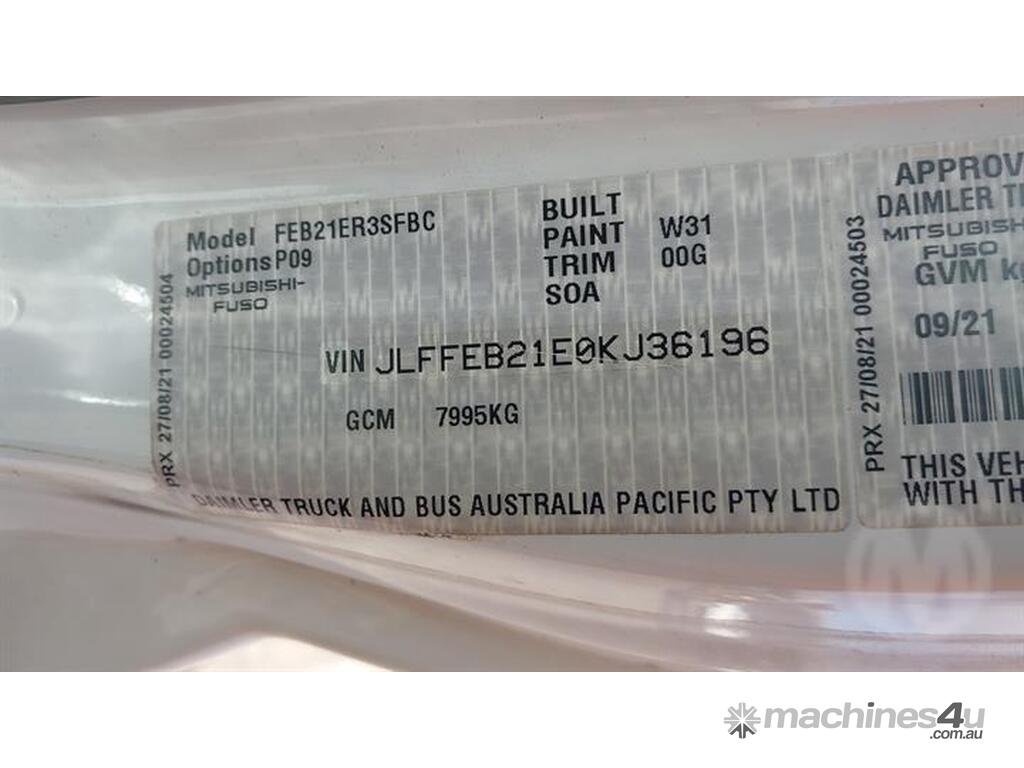 Model FEB21ER3SFBC
Options P09
MITSUBISHI-
FUSO
BUILT
PAINT W31
TRIM 00G
SOA
VIN JLFFEB21E0KJ36196
GCM 7995KG
DAIMLER TRUCK AND BUS AUSTRALIA PACIFIC PTY LTD
PRX 27/08/21 00024504
PRX 27/08/21 00024503
APPROV
DAIMLER T
MITSUBISH
FUSO
GVM k
09/21
THIS VEH
WITH TH
M
machines4u
.com.au